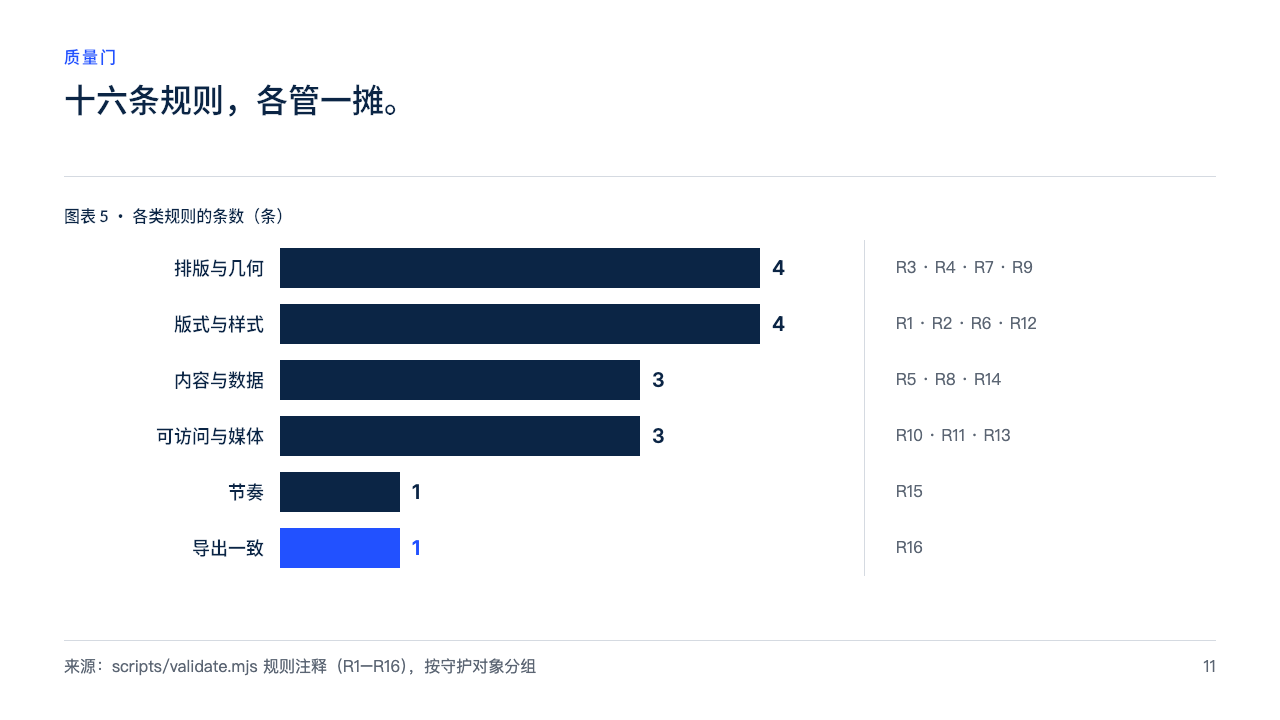 质量门
十六条规则，各管一摊。
图表 5 · 各类规则的条数（条）
排版与几何 4 R3 · R4 · R7 · R9
版式与样式 4 R1 · R2 · R6 · R12
内容与数据 3 R5 · R8 · R14
可访问与媒体 3 R10 · R11 · R13
节奏 1 R15
导出一致 1 R16
来源：scripts/validate.mjs 规则注释（R1—R16），按守护对象分组
11